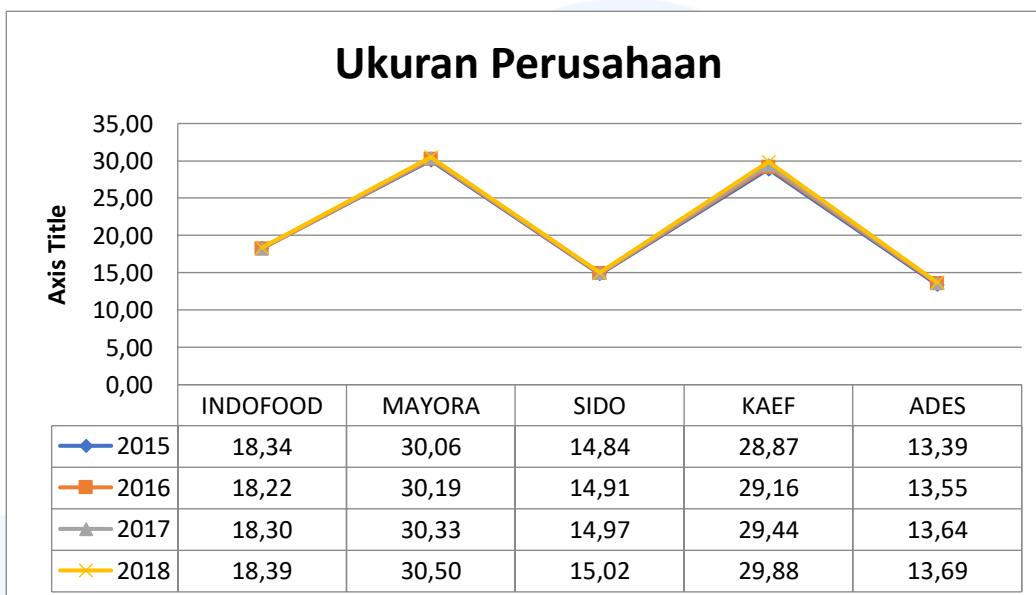 Ukuran Perusahaan
35,00
30,00
25,00
20,00
15,00
10,00
5,00
0,00
Axis Title
INDOFOOD MAYORA SIDO KAEF ADES
2015 18,34 30,06 14,84 28,87 13,39
2016 18,22 30,19 14,91 29,16 13,55
2017 18,30 30,33 14,97 29,44 13,64
2018 18,39 30,50 15,02 29,88 13,69